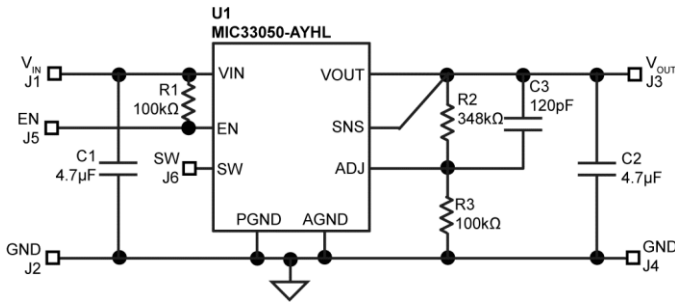 U1
MIC33050-AYHL
VIN
J1
VIN
R1
100kΩ
EN
J5
EN
SW
J6
SW
C1
4.7µF
PGND
AGND
GND
J2
VOUT
SNS
ADJ
R2
348kΩ
C3
120pF
R3
100kΩ
C2
4.7µF
VOUT
J3
GND
J4